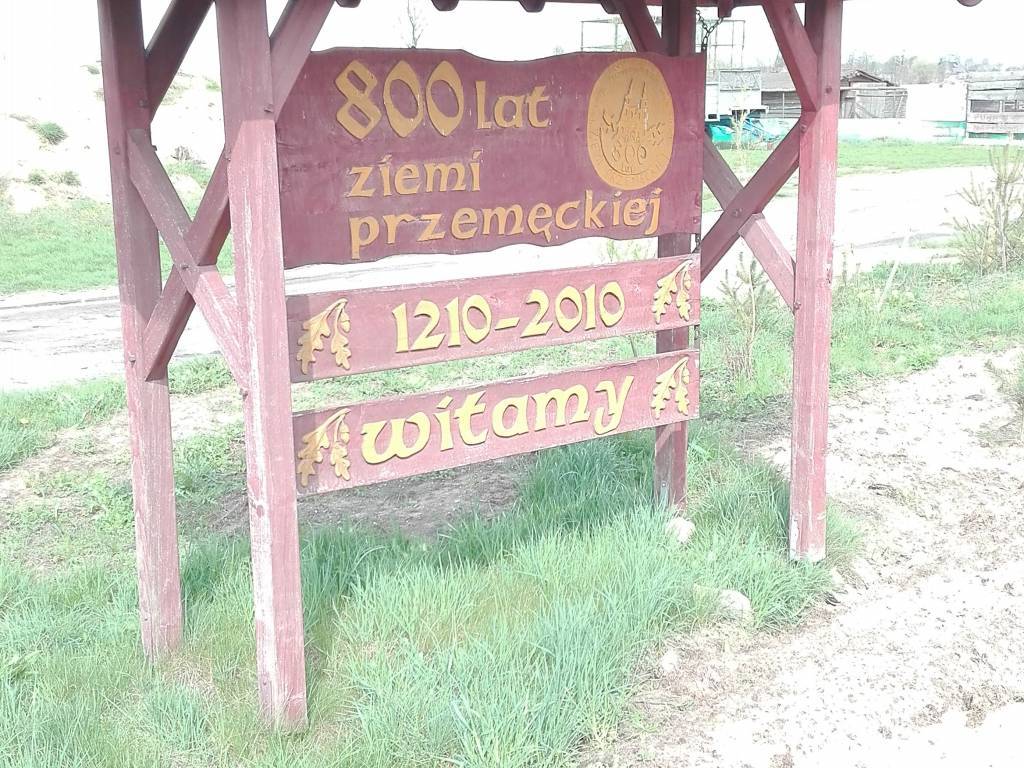 800 lat
ziemi
przemęckiej
1210-2010
witamy